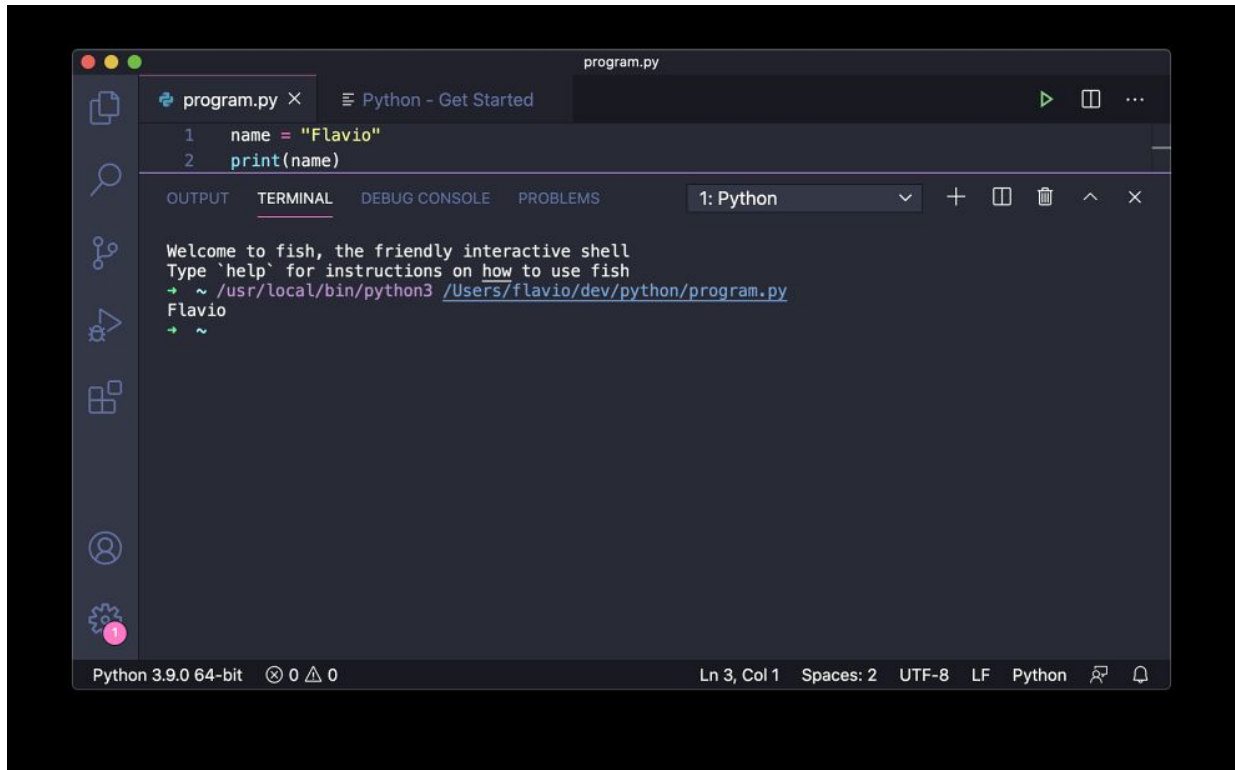 program.py
program.py
Python - Get Started
1 name = "Flavio"
2 print(name)
OUTPUT TERMINAL DEBUG CONSOLE PROBLEMS 1: Python
Welcome to fish, the friendly interactive shell
Type `help` for instructions on how to use fish
➜ ~ /usr/local/bin/python3 /Users/flavio/dev/python/program.py
Flavio
➜ ~
1
Python 3.9.0 64-bit 0 0 Ln 3, Col 1 Spaces: 2 UTF-8 LF Python